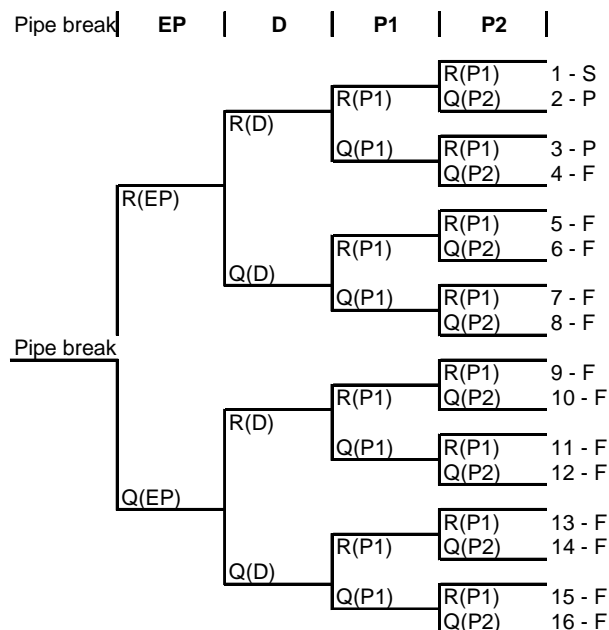 Pipe break EP D P1 P2
R(P1) 1 - S
R(P1) Q(P2) 2 - P
R(D)
Q(P1) R(P1) 3 - P
Q(P2) 4 - F
R(EP)
R(P1) 5 - F
R(P1) Q(P2) 6 - F
Q(D)
Q(P1) R(P1) 7 - F
Q(P2) 8 - F
Pipe break
R(P1) 9 - F
R(P1) Q(P2) 10 - F
R(D)
Q(P1) R(P1) 11 - F
Q(P2) 12 - F
Q(EP)
R(P1) 13 - F
R(P1) Q(P2) 14 - F
Q(D)
Q(P1) R(P1) 15 - F
Q(P2) 16 - F